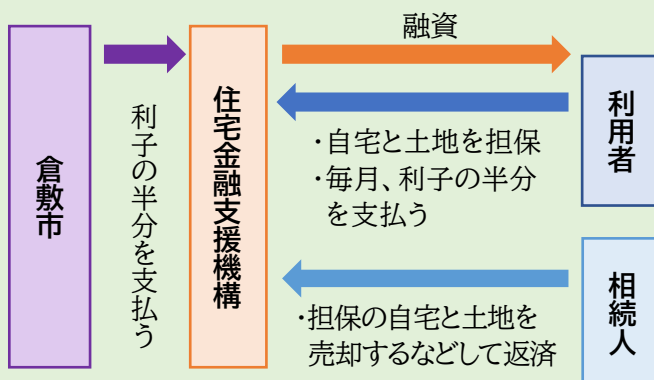 倉敷市
利子の半分を支払う
住宅金融支援機構
融資
・自宅と土地を担保
・毎月、利子の半分
を支払う
利用者
・担保の自宅と土地を
売却するなどして返済
相続人